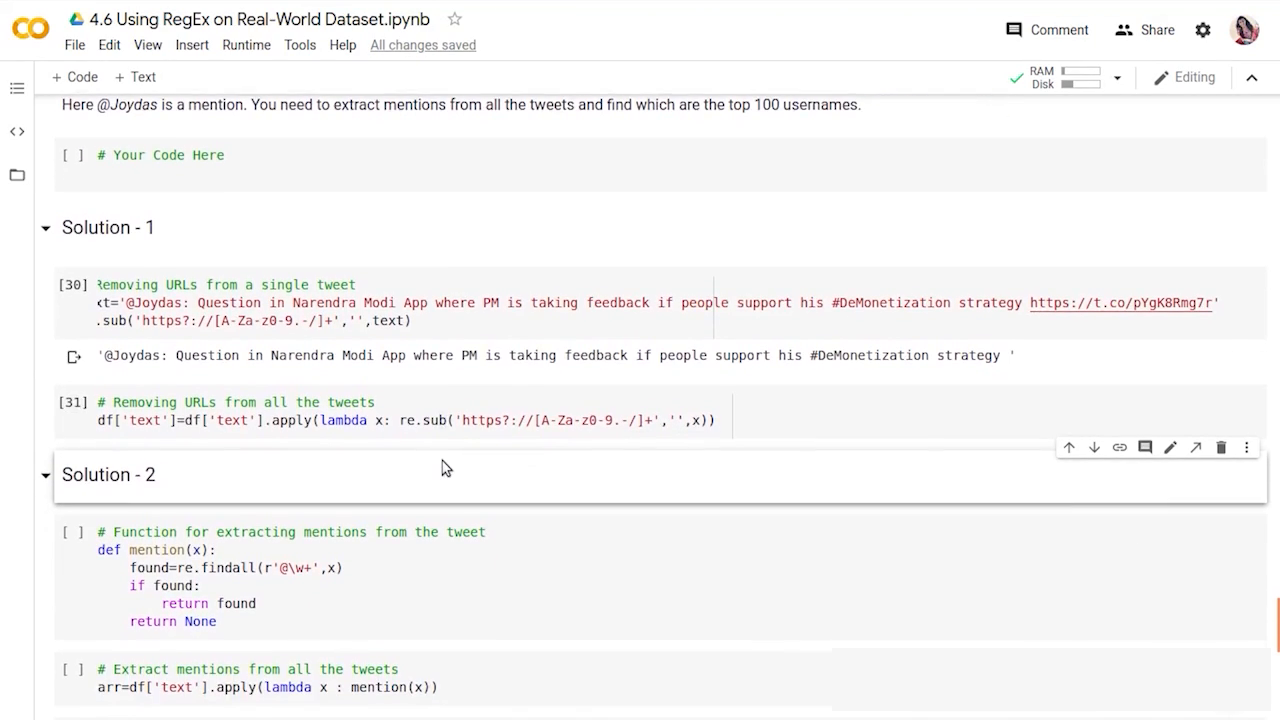 4.6 Using RegEx on Real-World Dataset.ipynb
Comment
Share
File Edit View Insert Runtime Tools Help All changes saved
+ Code + Text
RAM
Disk
Editing
Here @Joydas is a mention. You need to extract mentions from all the tweets and find which are the top 100 usernames.
[ ] # Your Code Here
Solution - 1
[30] Removing URLs from a single tweet
xt='@Joydas: Question in Narendra Modi App where PM is taking feedback if people support his #DeMonetization strategy https://t.co/pYgK8Rmg7r'
.sub('https?://[A-Za-z0-9.-/]+','',text)
'@Joydas: Question in Narendra Modi App where PM is taking feedback if people support his #DeMonetization strategy '
[31] # Removing URLs from all the tweets
df['text']=df['text'].apply(lambda x: re.sub('https?://[A-Za-z0-9.-/]+','',x))
Solution - 2
[ ] # Function for extracting mentions from the tweet
def mention(x):
found=re.findall(r'@\w+',x)
if found:
return found
return None
[ ] # Extract mentions from all the tweets
arr=df['text'].apply(lambda x : mention(x))